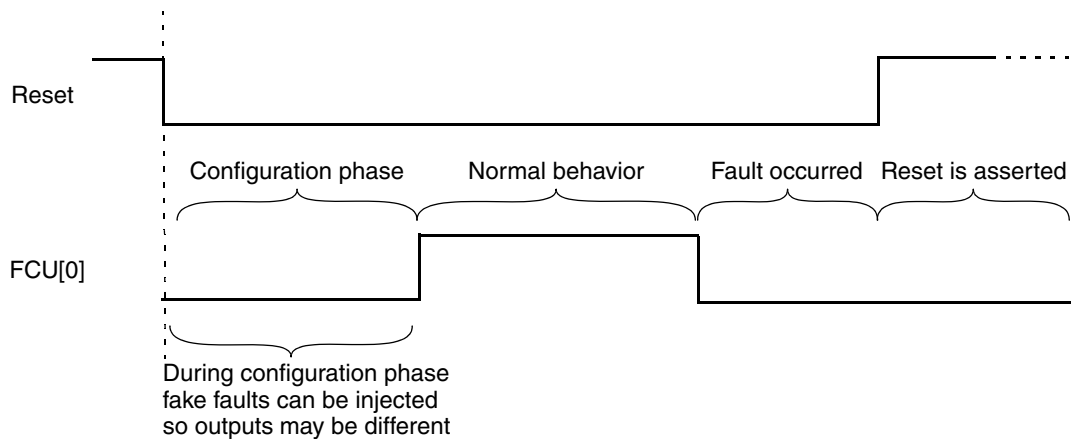 Reset
Configuration phase
Normal behavior
Fault occurred
Reset is asserted
FCU[0]
During configuration phase
fake faults can be injected
so outputs may be different